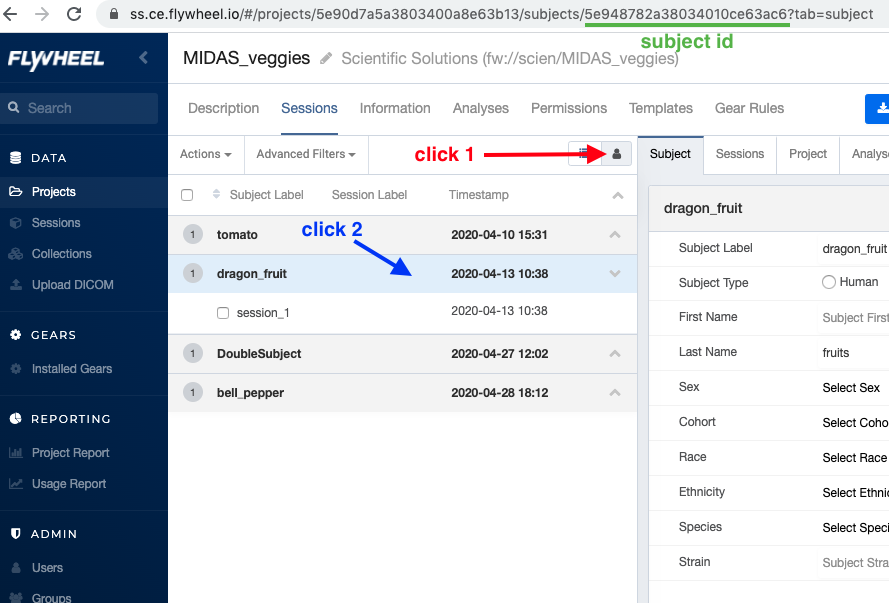 ss.ce.flywheel.io/#/projects/5e90d7a5a3803400a8e63b13/subjects/5e948782a38034010ce63ac6?tab=subject
subject id
FLYWHEEL
MIDAS_veggies Scientific Solutions (fw://scien/MIDAS_veggies)
Search
Description Sessions Information Analyses Permissions Templates Gear Rules
Actions Advanced Filters click 1
Subject Sessions Project Analys
DATA
Projects
Sessions
Collections
Upload DICOM
GEARS
Installed Gears
REPORTING
Project Report
Usage Report
ADMIN
Users
Groups
Subject Label Session Label Timestamp
1 tomato 2020-04-10 15:31
click 2
1 dragon_fruit 2020-04-13 10:38
session_1 2020-04-13 10:38
1 DoubleSubject 2020-04-27 12:02
1 bell_pepper 2020-04-28 18:12
dragon_fruit
Subject Label dragon_fruit
Subject Type Human
First Name Subject First
Last Name fruits
Sex Select Sex
Cohort Select Coho
Race Select Race
Ethnicity Select Ethnic
Species Select Speci
Strain Subject Stra